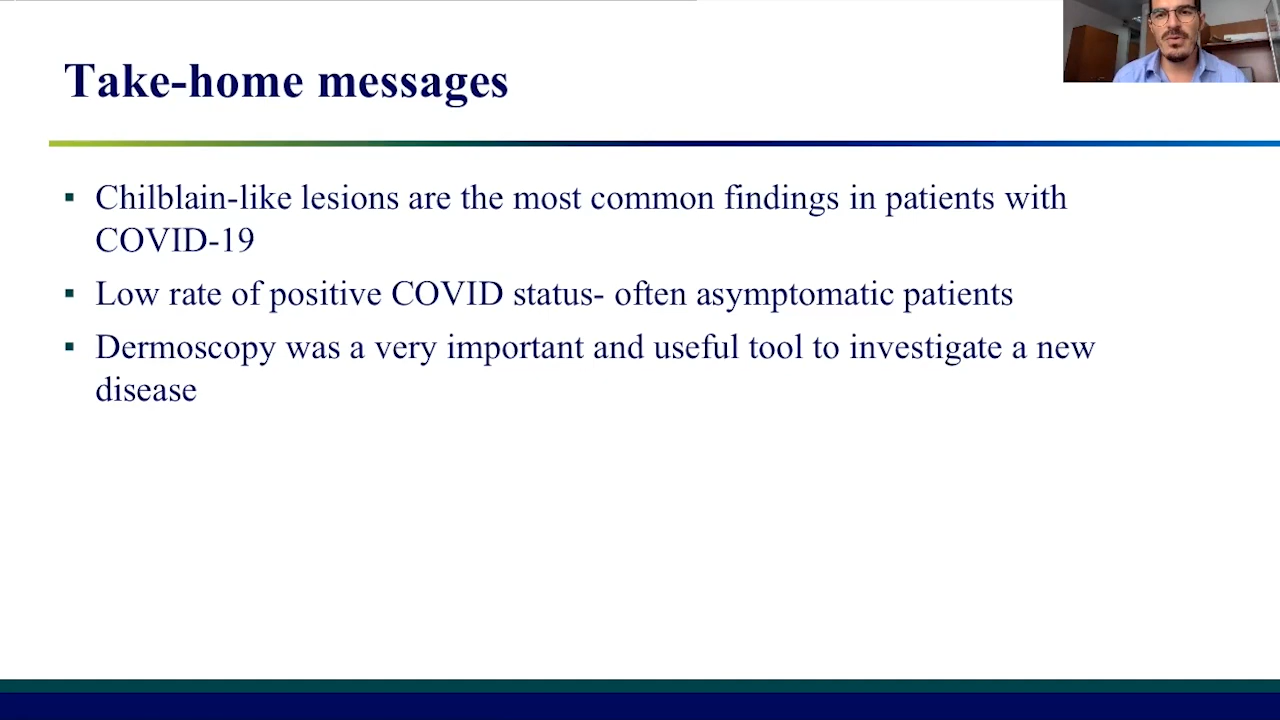 Take-home messages
▪ Chilblain-like lesions are the most common findings in patients with
COVID-19
▪ Low rate of positive COVID status- often asymptomatic patients
▪ Dermoscopy was a very important and useful tool to investigate a new
disease